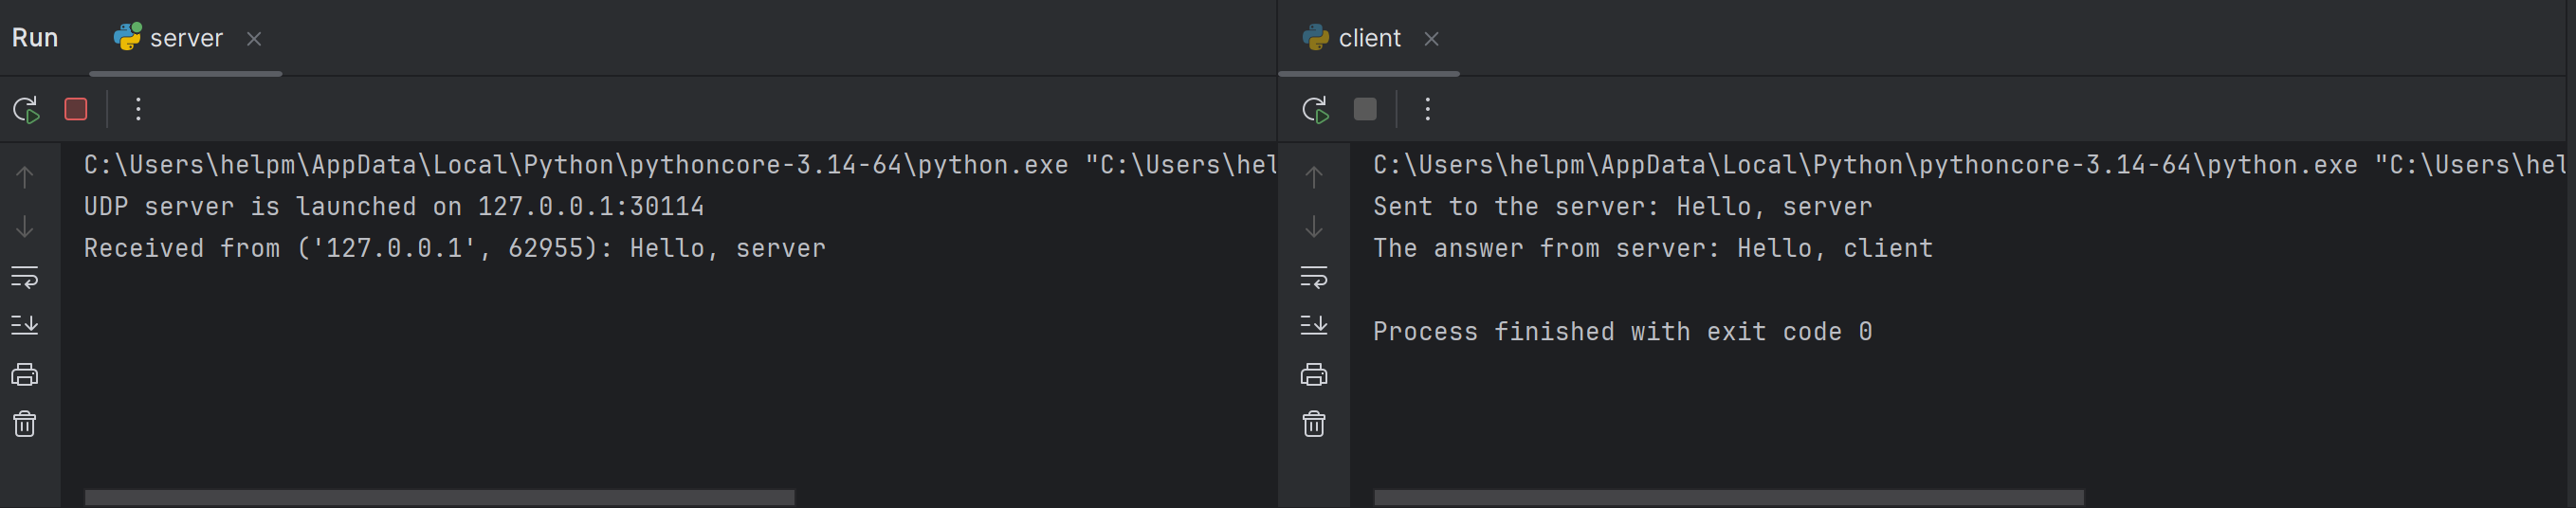 Run
server
C:\Users\helpm\AppData\Local\Python\pythoncore-3.14-64\python.exe "C:\Users\hel
UDP server is launched on 127.0.0.1:30114
Received from ('127.0.0.1', 62955): Hello, server
client
C:\Users\helpm\AppData\Local\Python\pythoncore-3.14-64\python.exe "C:\Users\hel
Sent to the server: Hello, server
The answer from server: Hello, client
Process finished with exit code 0